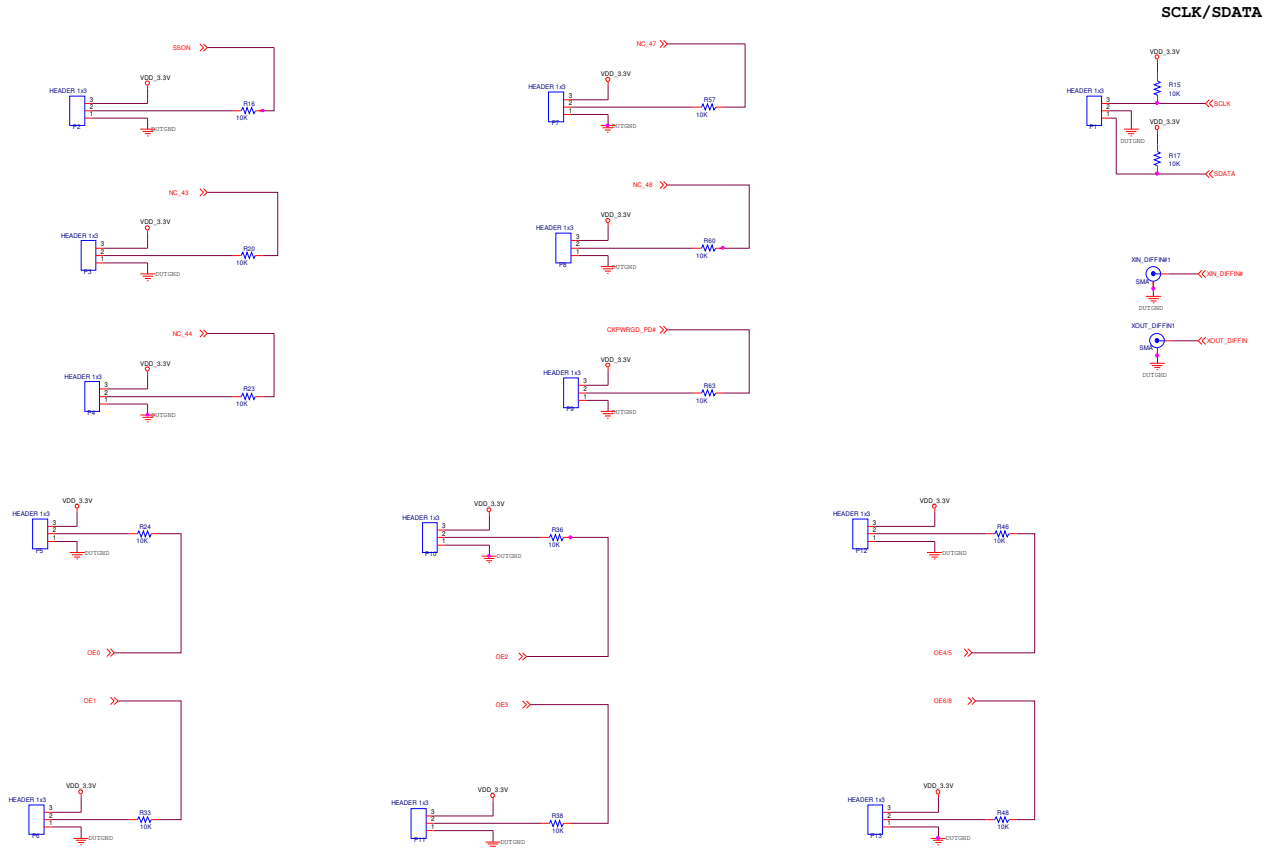 SCLK/SDATA
SSON
VDD_3.3V
HEADER 1x3
3
2
1
R16
10K
P2
DUTGND
NC_47
VDD_3.3V
HEADER 1x3
3
2
1
R57
10K
P7
DUTGND
VDD_3.3V
R15
10K
HEADER 1x3
3
2
1
P1
SCLK
VDD_3.3V
DUTGND
R17
10K
SDATA
NC_43
VDD_3.3V
HEADER 1x3
3
2
1
R20
10K
P3
DUTGND
NC_48
VDD_3.3V
HEADER 1x3
3
2
1
R60
10K
P8
DUTGND
XIN_DIFFIN#1
XIN_DIFFIN#
SMA
DUTGND
XOUT_DIFFIN1
XOUT_DIFFIN
SMA
DUTGND
NC_44
VDD_3.3V
HEADER 1x3
3
2
1
R23
10K
P4
DUTGND
CKPWRGD_PD#
VDD_3.3V
HEADER 1x3
3
2
1
R63
10K
P9
DUTGND
VDD_3.3V
HEADER 1x3
3
2
1
R24
10K
P5
DUTGND
OE0
VDD_3.3V
HEADER 1x3
3
2
1
R36
10K
P10
DUTGND
OE2
VDD_3.3V
HEADER 1x3
3
2
1
R46
10K
P12
DUTGND
OE4/5
OE1
VDD_3.3V
HEADER 1x3
3
2
1
R33
10K
P6
DUTGND
OE3
VDD_3.3V
HEADER 1x3
3
2
1
R38
10K
P11
DUTGND
OE6/8
VDD_3.3V
HEADER 1x3
3
2
1
R48
10K
P13
DUTGND